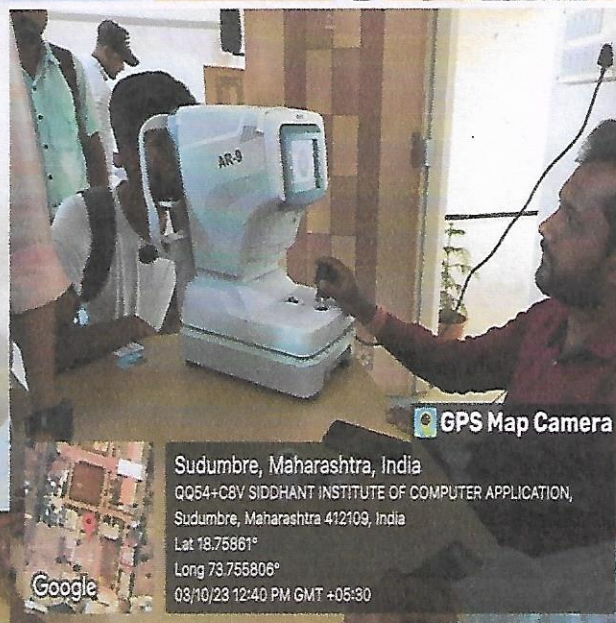 AR-9
GPS Map Camera
Sudumbre, Maharashtra, India
QQ54+C8V SIDDHANT INSTITUTE OF COMPUTER APPLICATION,
Sudumbre, Maharashtra 412109, India
Lat 18.75861°
Long 73.755806°
03/10/23 12:40 PM GMT +05:30
Google